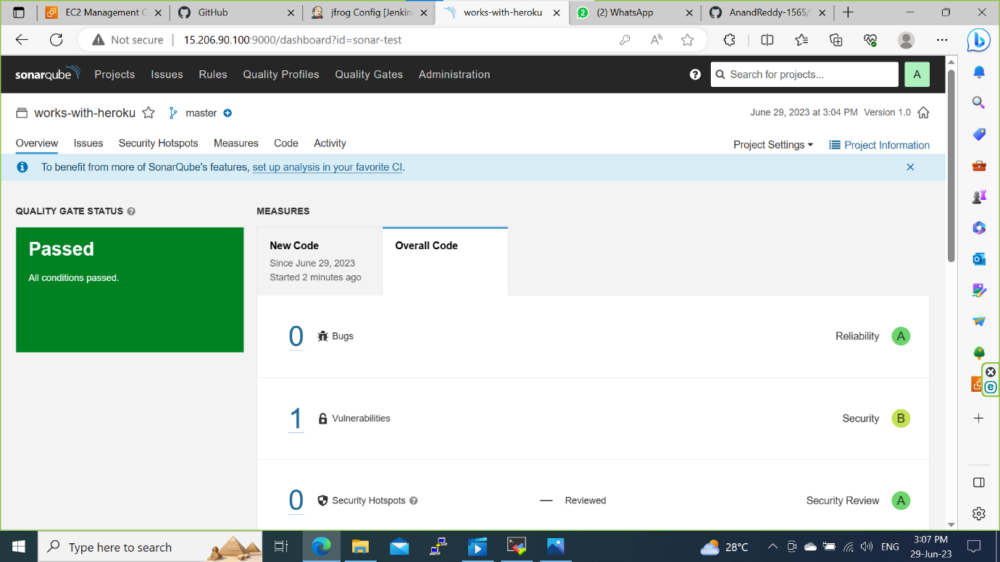 EC2 Management C
GitHub
jfrog Config [Jenkin
works-with-heroku
2
(2) WhatsApp
AnandReddy-1565/
Not secure
15.206.90.100:9000/dashboard?id=sonar-test
sonarqube
Projects
Issues
Rules
Quality Profiles
Quality Gates
Administration
Search for projects...
A
works-with-heroku
master
June 29, 2023 at 3:04 PM Version 1.0
Overview
Issues
Security Hotspots
Measures
Code
Activity
Project Settings
Project Information
To benefit from more of SonarQube's features, set up analysis in your favorite CI.
QUALITY GATE STATUS
MEASURES
Passed
All conditions passed.
New Code
Since June 29, 2023
Started 2 minutes ago
Overall Code
0
Bugs
Reliability
A
1
Vulnerabilities
Security
B
0
Security Hotspots
— Reviewed
Security Review
A
Type here to search
28°C
ENG
3:07 PM
29-Jun-23